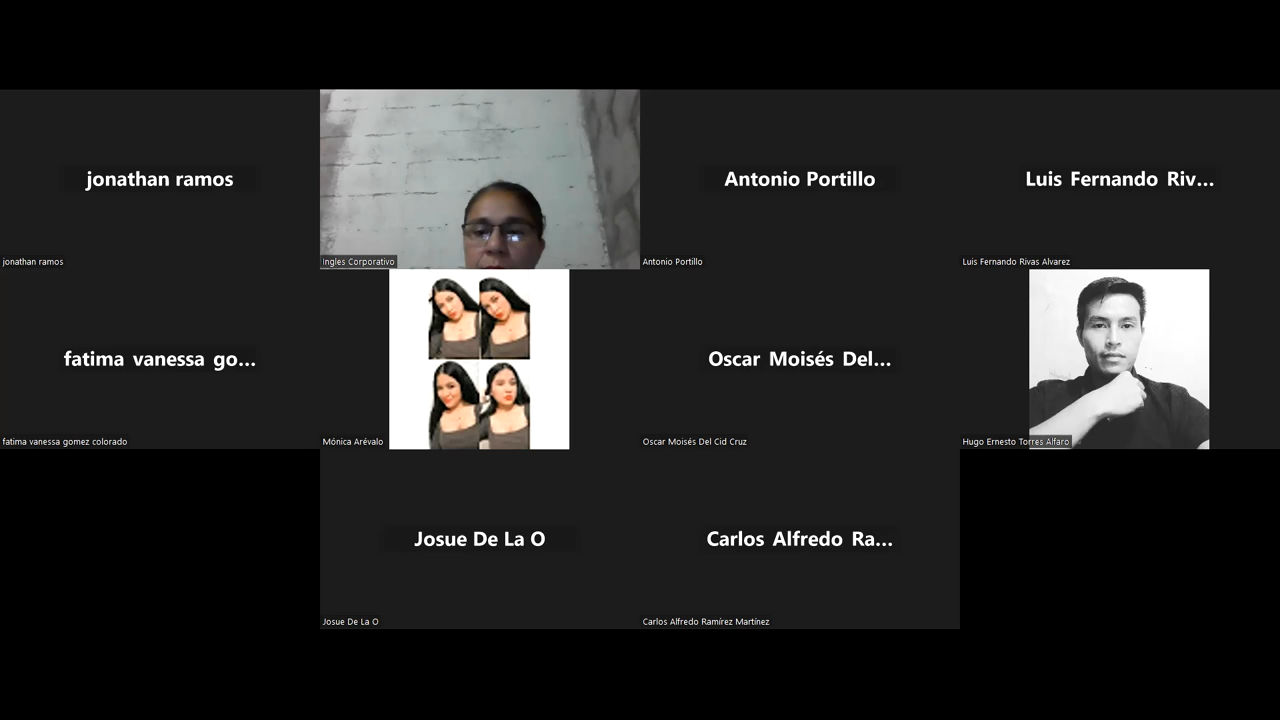 jonathan ramos
Antonio Portillo
Luis Fernando Riv...
jonathan ramos
Ingles Corporativo
Antonio Portillo
Luis Fernando Rivas Alvarez
fatima vanessa go...
Oscar Moisés Del...
fatima vanessa gomez colorado
Mónica Arévalo
Oscar Moisés Del Cid Cruz
Hugo Ernesto Torres Alfaro
Josue De La O
Carlos Alfredo Ra...
Josue De La O
Carlos Alfredo Ramírez Martínez